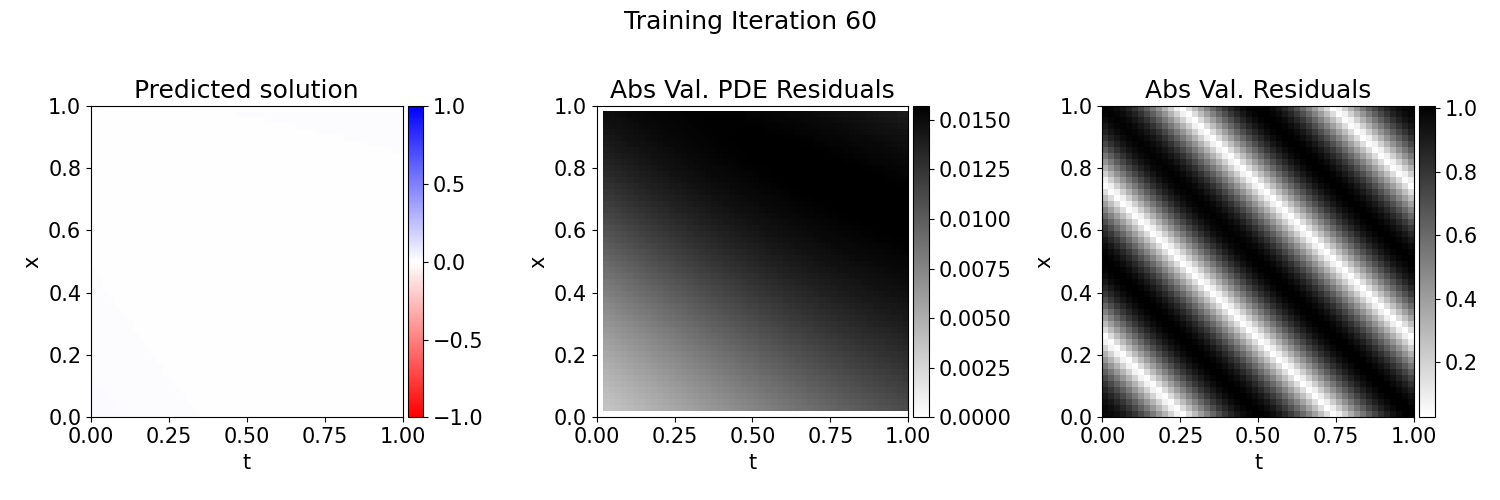 Training Iteration 60
Predicted solution
1.0
0.8
0.6
0.4
0.2
0.0
x
0.00 0.25 0.50 0.75 1.00
t
1.0
0.5
0.0
−0.5
−1.0
Abs Val. PDE Residuals
1.0
0.8
0.6
0.4
0.2
0.0
x
0.00 0.25 0.50 0.75 1.00
t
0.0150
0.0125
0.0100
0.0075
0.0050
0.0025
0.0000
Abs Val. Residuals
1.0
0.8
0.6
0.4
0.2
0.0
x
0.00 0.25 0.50 0.75 1.00
t
1.0
0.8
0.6
0.4
0.2